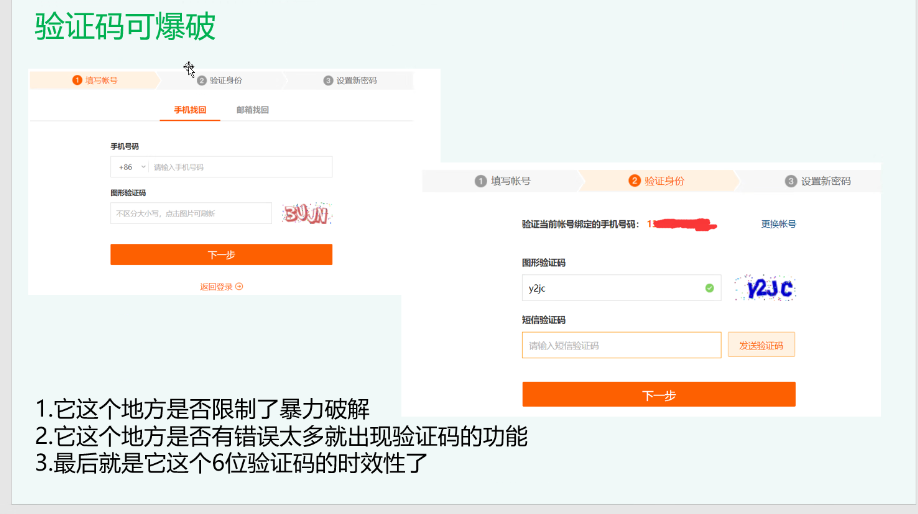 验证码可爆破
1 填写帐号 2 验证身份 3 设置新密码
手机找回 邮箱找回
手机号码
+86 请输入手机号码
图形验证码
不区分大小写,点击图片可刷新
3UJN
下一步
返回登录
1 填写帐号 2 验证身份 3 设置新密码
验证当前帐号绑定的手机号码: 1 更换帐号
图形验证码
y2jc y2JC
短信验证码
请输入短信验证码 发送验证码
下一步
1.它这个地方是否限制了暴力破解
2.它这个地方是否有错误太多就出现验证码的功能
3.最后就是它这个6位验证码的时效性了